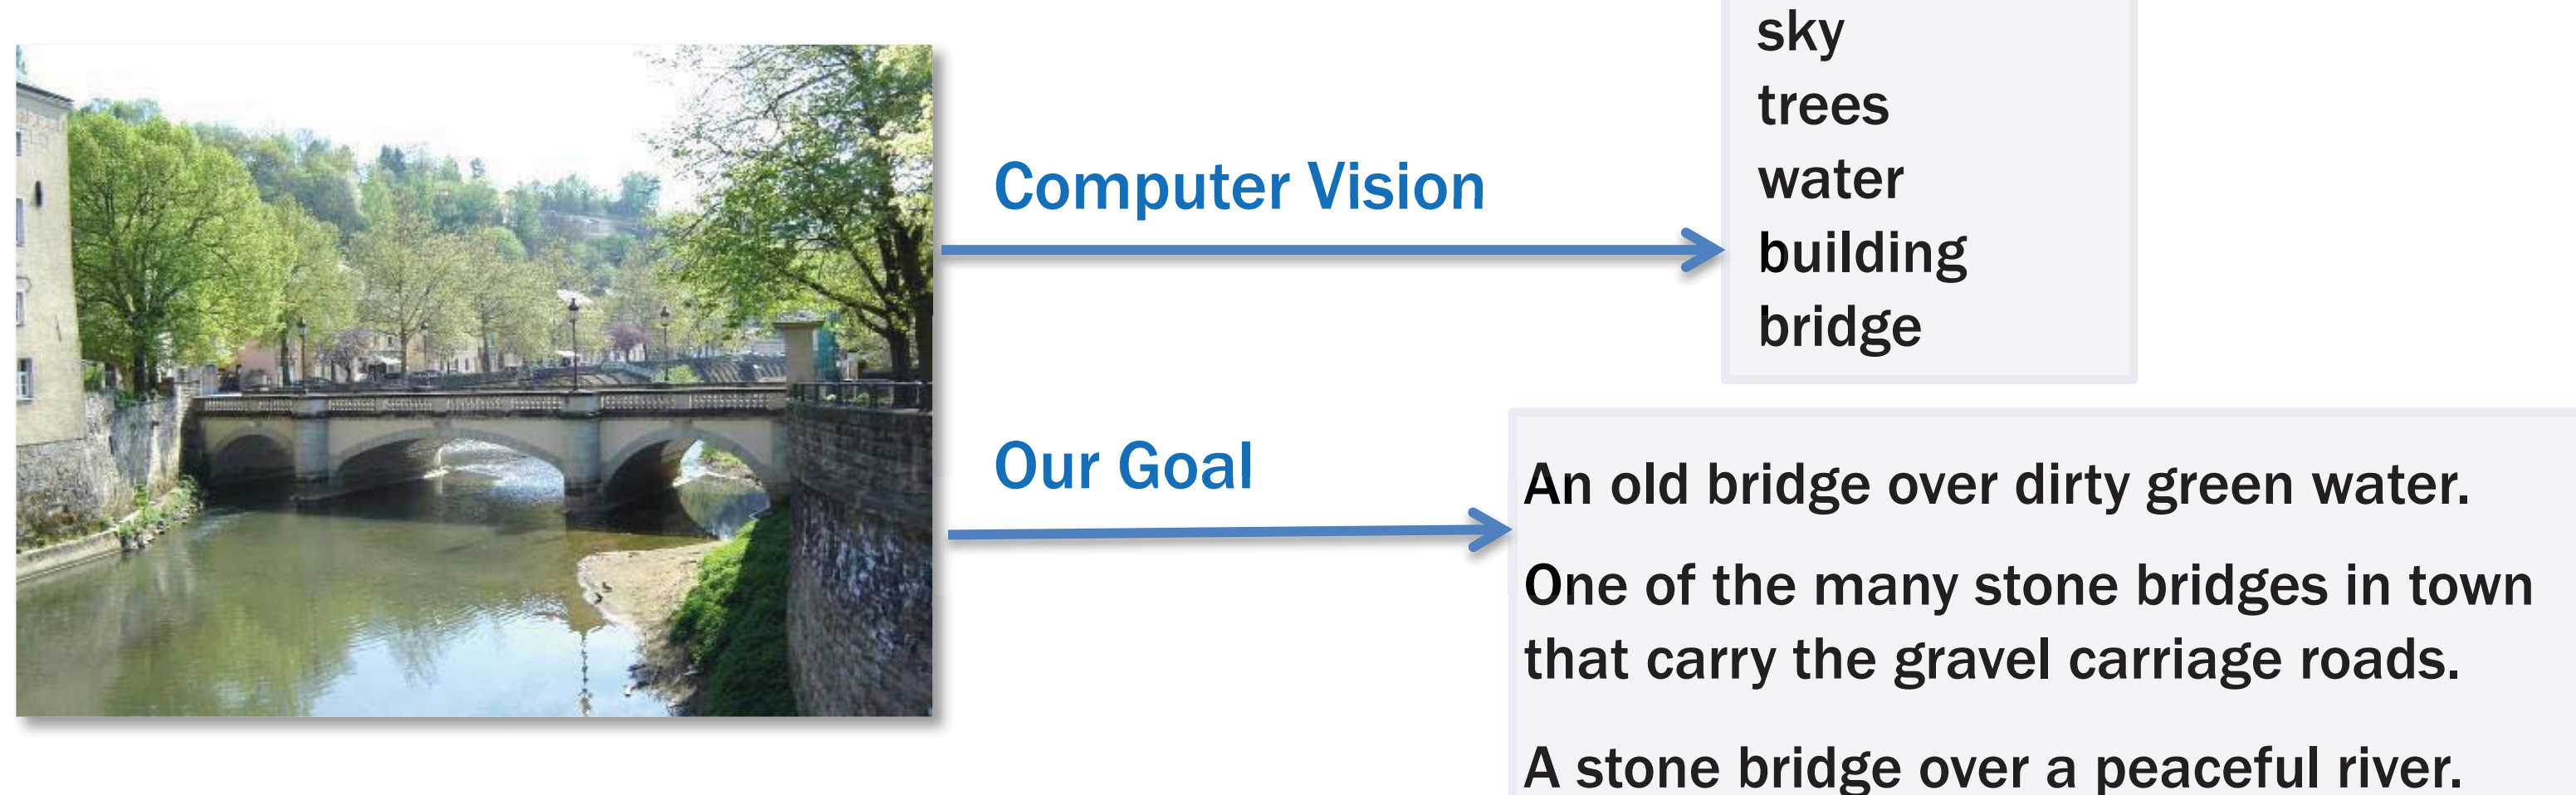 sky
trees
Computer Vision
water
building
bridge
Our Goal
An old bridge over dirty green water.
One of the many stone bridges in town
that carry the gravel carriage roads.
A stone bridge over a peaceful river.